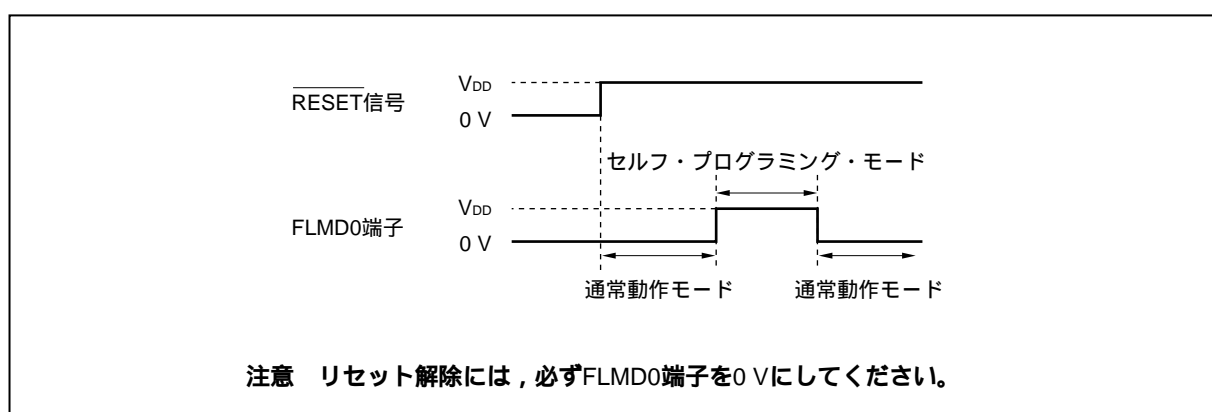 VDD
RESET信号
0 V
セルフ・プログラミング・モード
VDD
FLMD0端子
0 V
通常動作モード 通常動作モード
注意　リセット解除には，必ずFLMD0端子を0 Vにしてください。